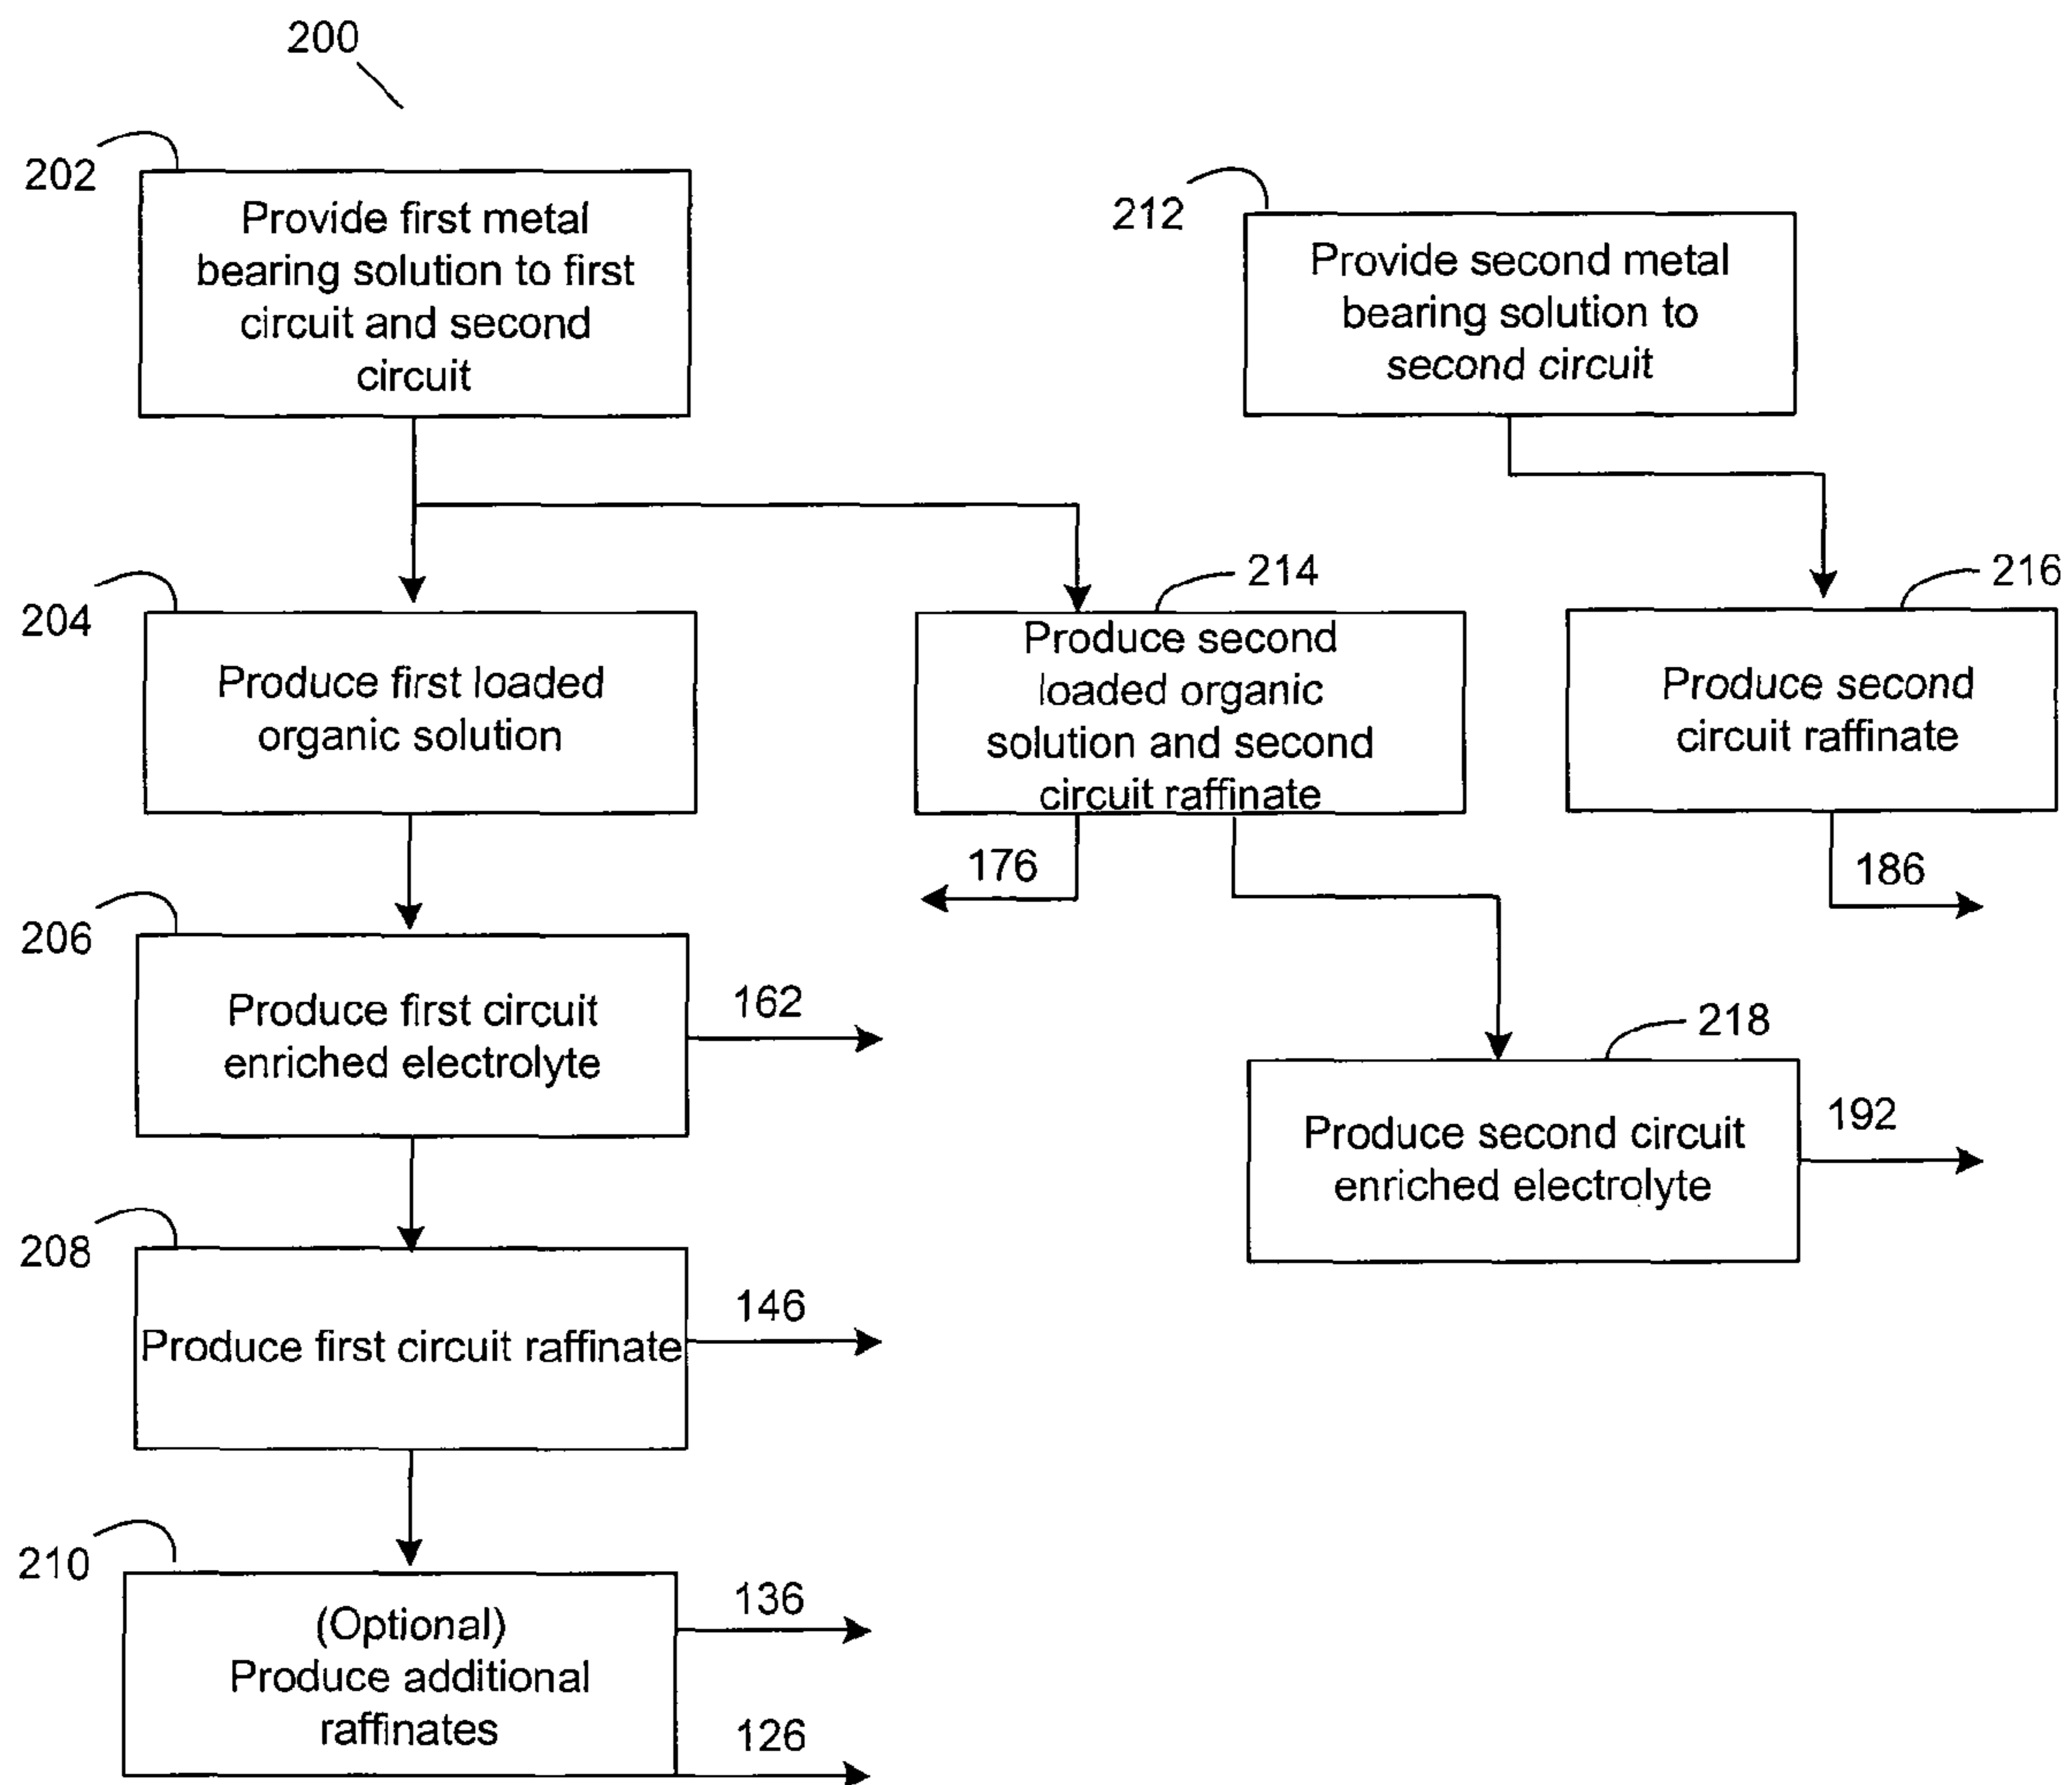 200
202
Provide first metal
bearing solution to first
circuit and second
circuit
212
Provide second metal
bearing solution to
second circuit
204
Produce first loaded
organic solution
214
Produce second
loaded organic
solution and second
circuit raffinate
216
Produce second
circuit raffinate
176
186
206
Produce first circuit
enriched electrolyte
162
218
Produce second circuit
enriched electrolyte
192
208
Produce first circuit raffinate
146
210
(Optional)
Produce additional
raffinates
136
126